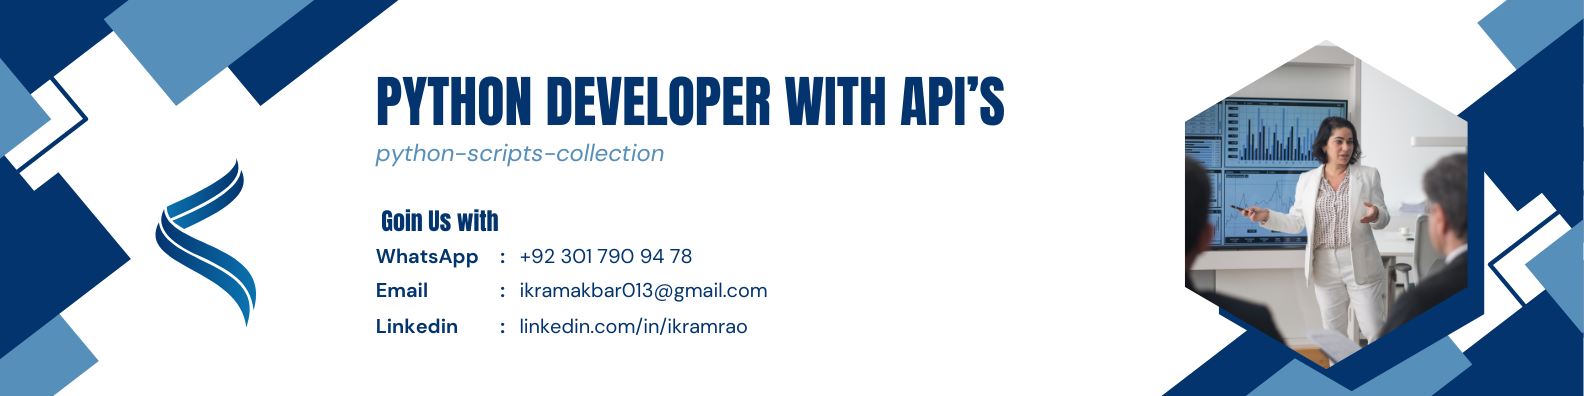 PYTHON DEVELOPER WITH API’S
python-scripts-collection
Goin Us with
WhatsApp : +92 301 790 94 78
Email : ikramakbar013@gmail.com
Linkedin : linkedin.com/in/ikramrao